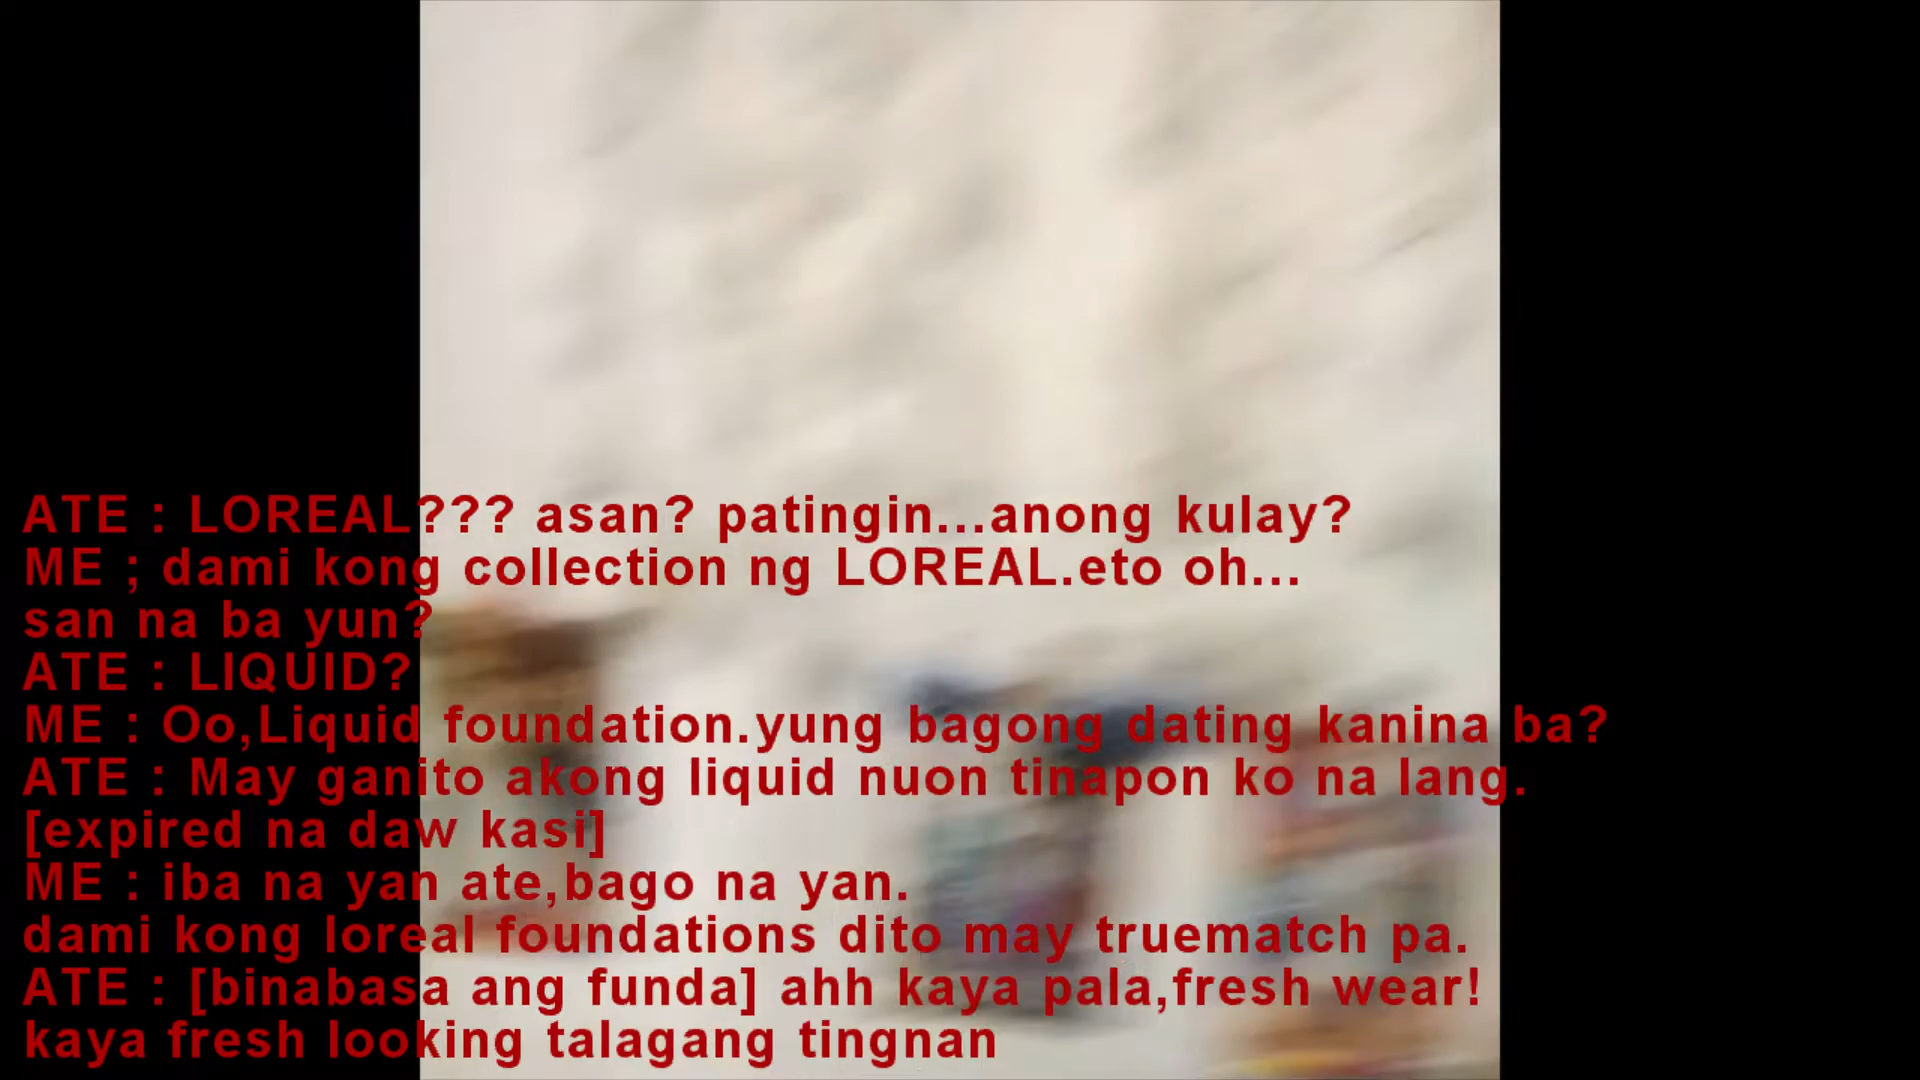 ATE : LOREAL??? asan? patingin...anong kulay?
ME ; dami kong collection ng LOREAL.eto oh...
san na ba yun?
ATE : LIQUID?
ME : Oo,Liquid foundation.yung bagong dating kanina ba?
ATE : May ganito akong liquid nuon tinapon ko na lang.
[expired na daw kasi]
ME : iba na yan ate,bago na yan.
dami kong loreal foundations dito may truematch pa.
ATE : [binabasa ang funda] ahh kaya pala,fresh wear!
kaya fresh looking talagang tingnan